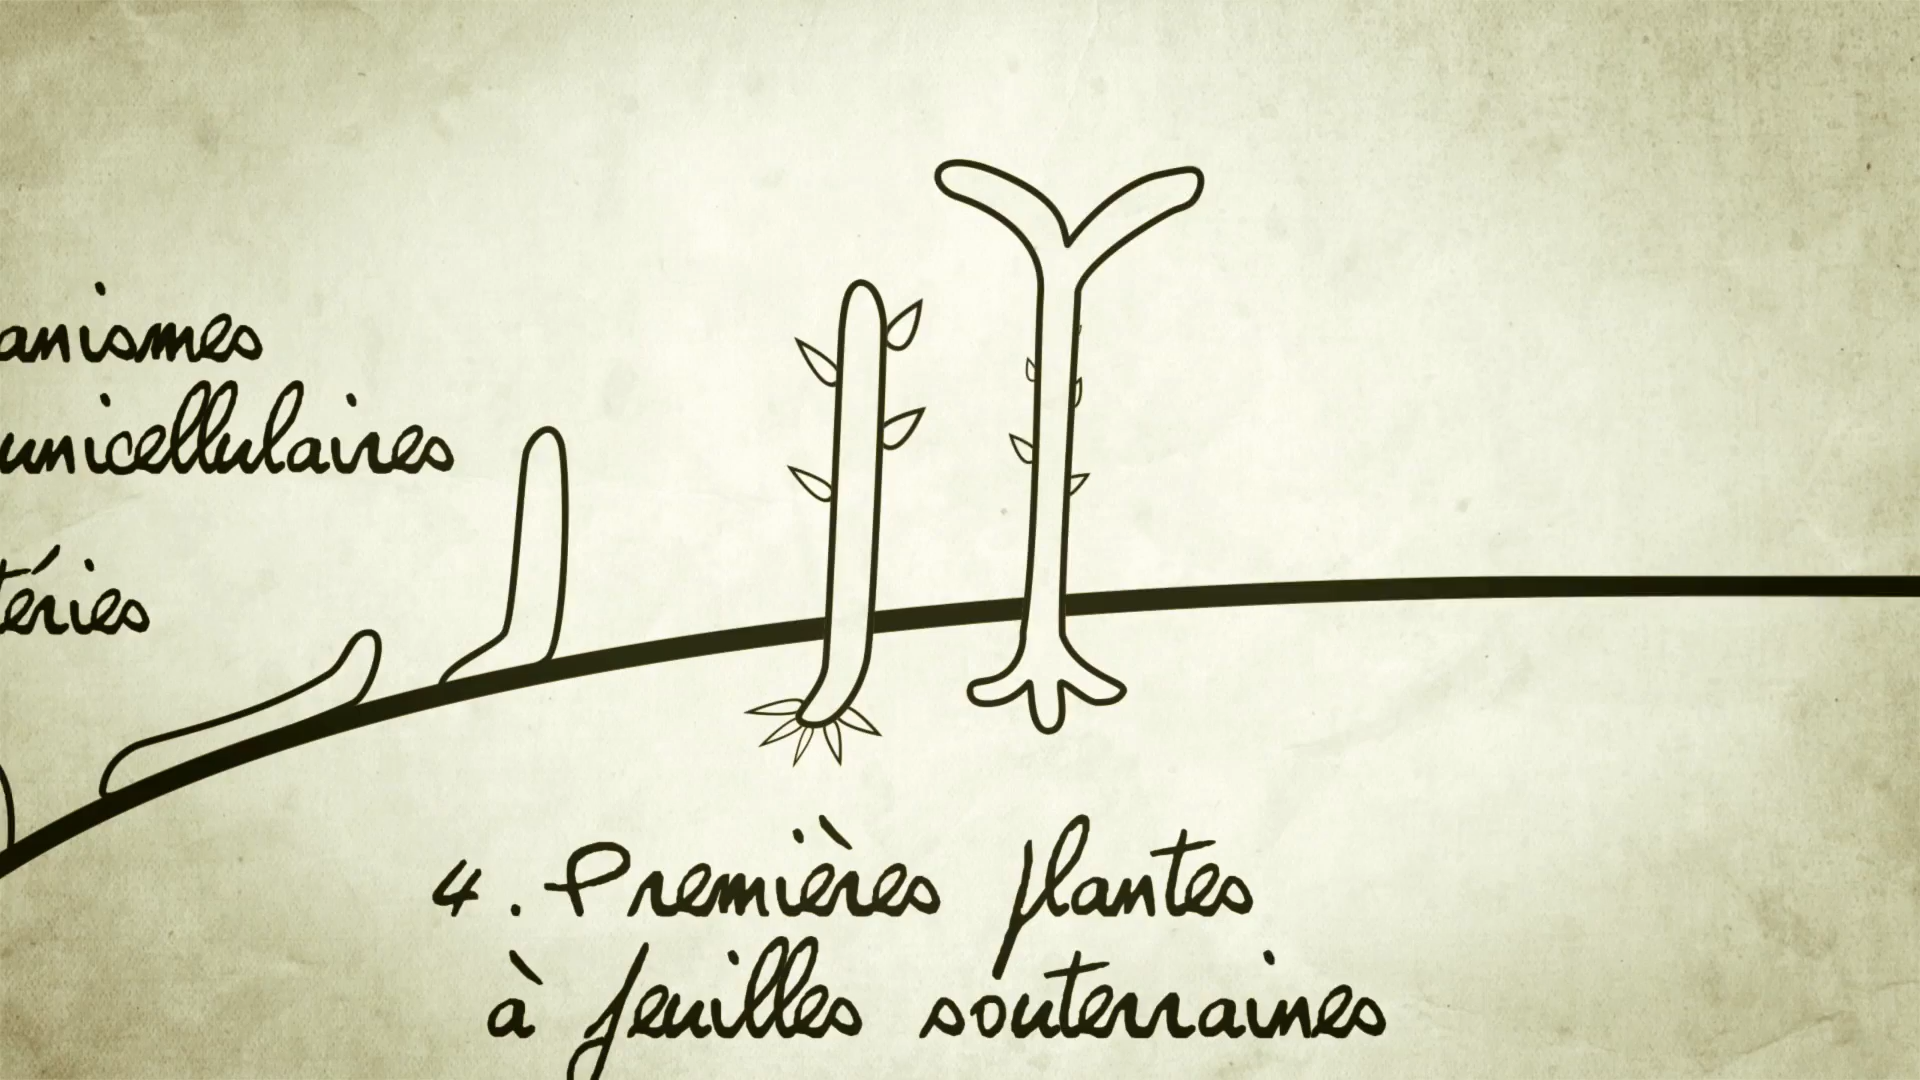 anismes
unicellulaires
téries
4. Premières plantes
à feuilles souterraines